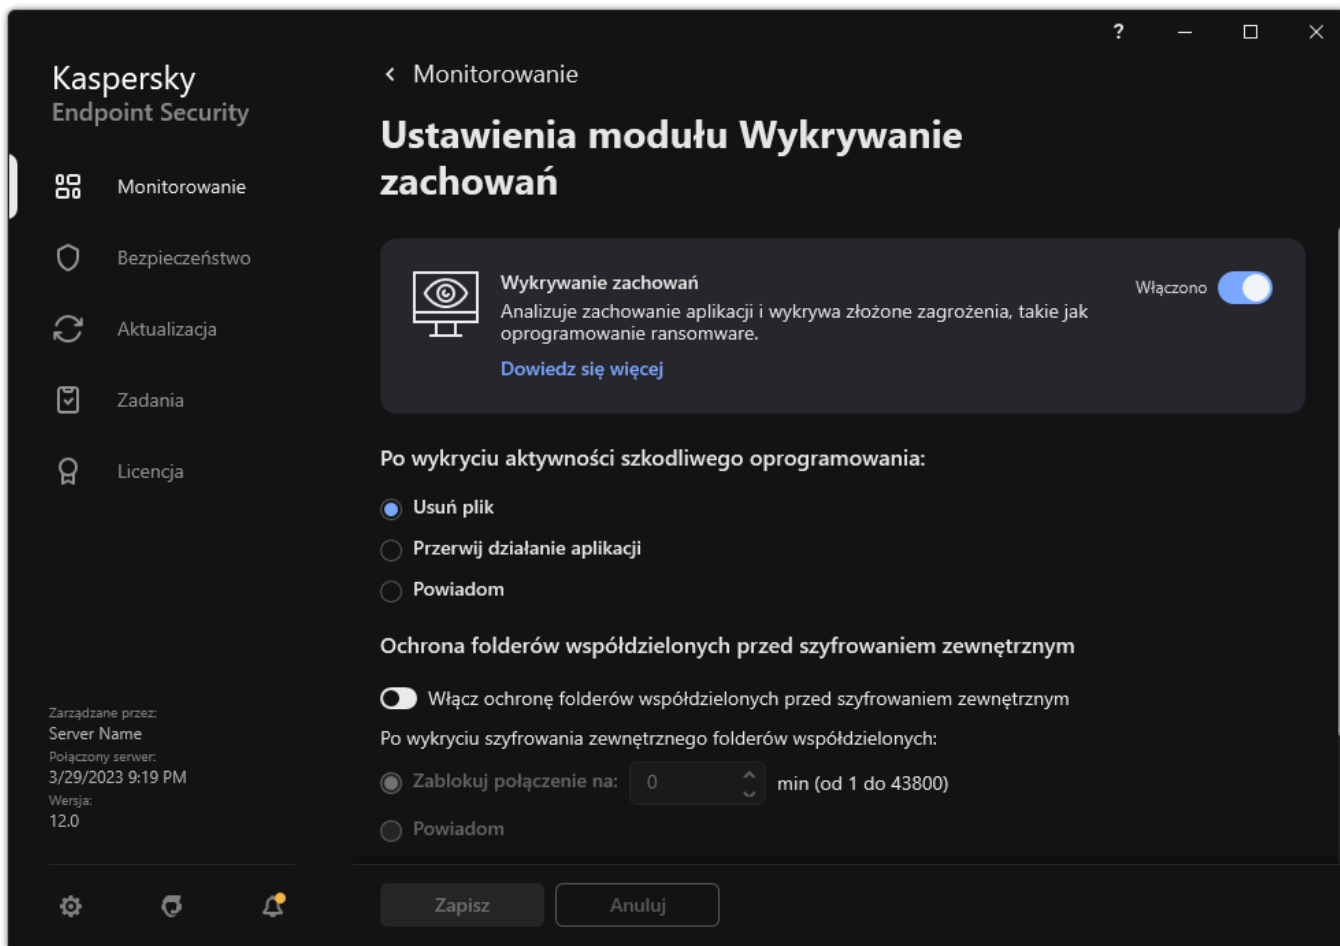 ?
Kaspersky
Endpoint Security
Monitorowanie
Bezpieczeństwo
Aktualizacja
Zadania
Licencja
Zarządzane przez:
Server Name
Połączony serwer:
3/29/2023 9:19 PM
Wersja:
12.0
Monitorowanie
Ustawienia modułu Wykrywanie
zachowań
Wykrywanie zachowań
Analizuje zachowanie aplikacji i wykrywa złożone zagrożenia, takie jak
oprogramowanie ransomware.
Dowiedz się więcej
Włączono
Po wykryciu aktywności szkodliwego oprogramowania:
Usuń plik
Przerwij działanie aplikacji
Powiadom
Ochrona folderów współdzielonych przed szyfrowaniem zewnętrznym
Włącz ochronę folderów współdzielonych przed szyfrowaniem zewnętrznym
Po wykryciu szyfrowania zewnętrznego folderów współdzielonych:
Zablokuj połączenie na: 0 min (od 1 do 43800)
Powiadom
Zapisz Anuluj